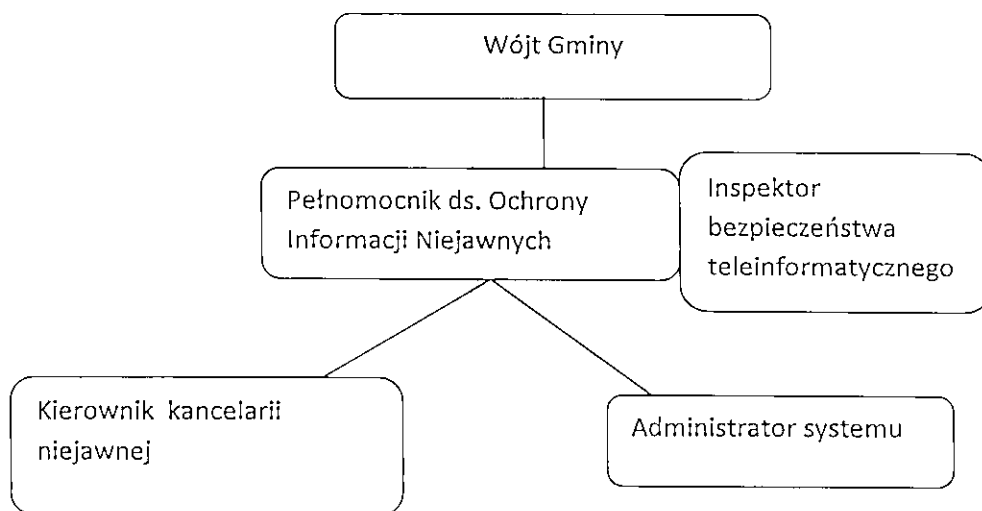 Wójt Gminy
Pełnomocnik ds. Ochrony
Informacji Niejawnych
Inspektor
bezpieczeństwa
teleinformatycznego
Kierownik kancelarii
niejawnej
Administrator systemu